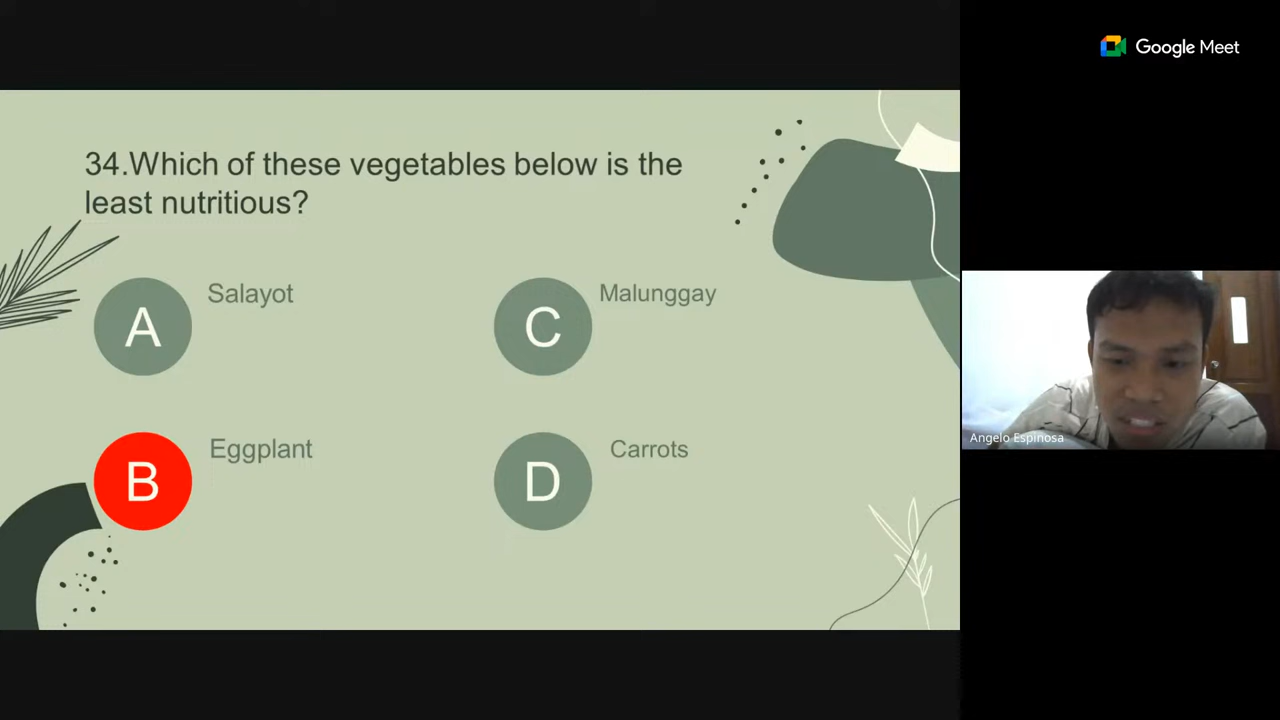 Google Meet
34.Which of these vegetables below is the
least nutritious?
A
Salayot
C
Malunggay
B
Eggplant
D
Carrots
Angelo Espinosa